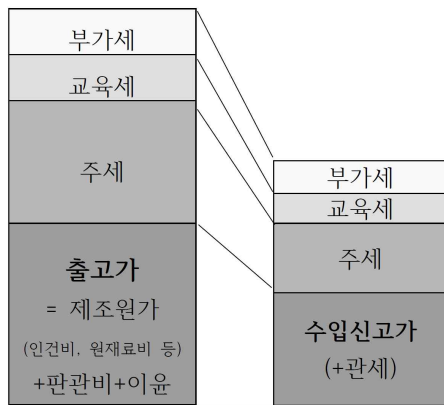 부가세
교육세
주세
출고가
= 제조원가
(인건비, 원재료비 등)
+판관비+이윤
부가세
교육세
주세
수입신고가
(+관세)